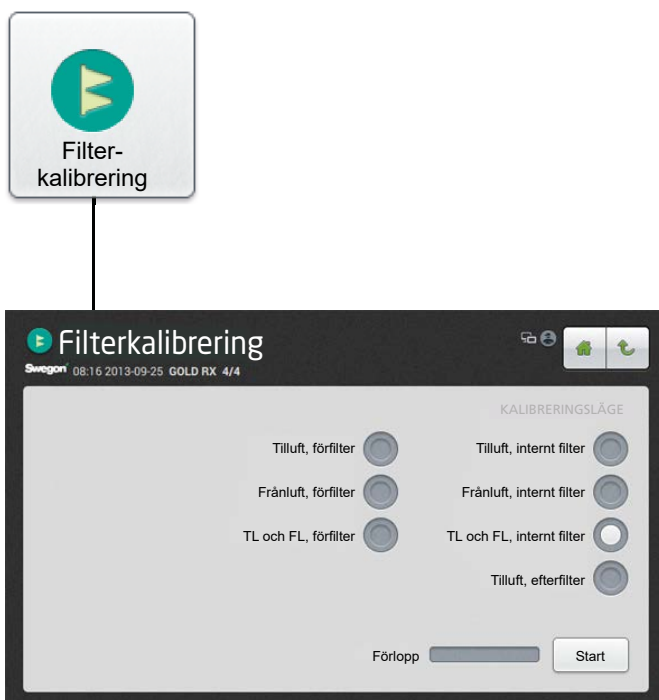 Filter-
kalibrering
Filterkalibrering
Swegon 08:16 2013-09-25 GOLD RX 4/4
KALIBRERINGSLÄGE
Tilluft, förfilter
Tilluft, internt filter
Frånluft, förfilter
Frånluft, internt filter
TL och FL, förfilter
TL och FL, internt filter
Tilluft, efterfilter
Förlopp
Start